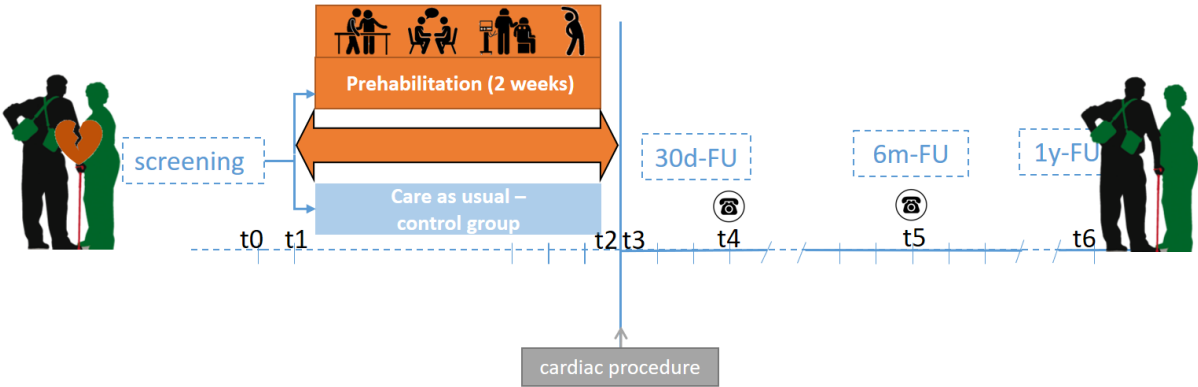 Prehabilitation (2 weeks)
screening
30d-FU
6m-FU
1y-FU
Care as usual –
control group
t0 t1 t2 t3 t4 t5 t6
cardiac procedure